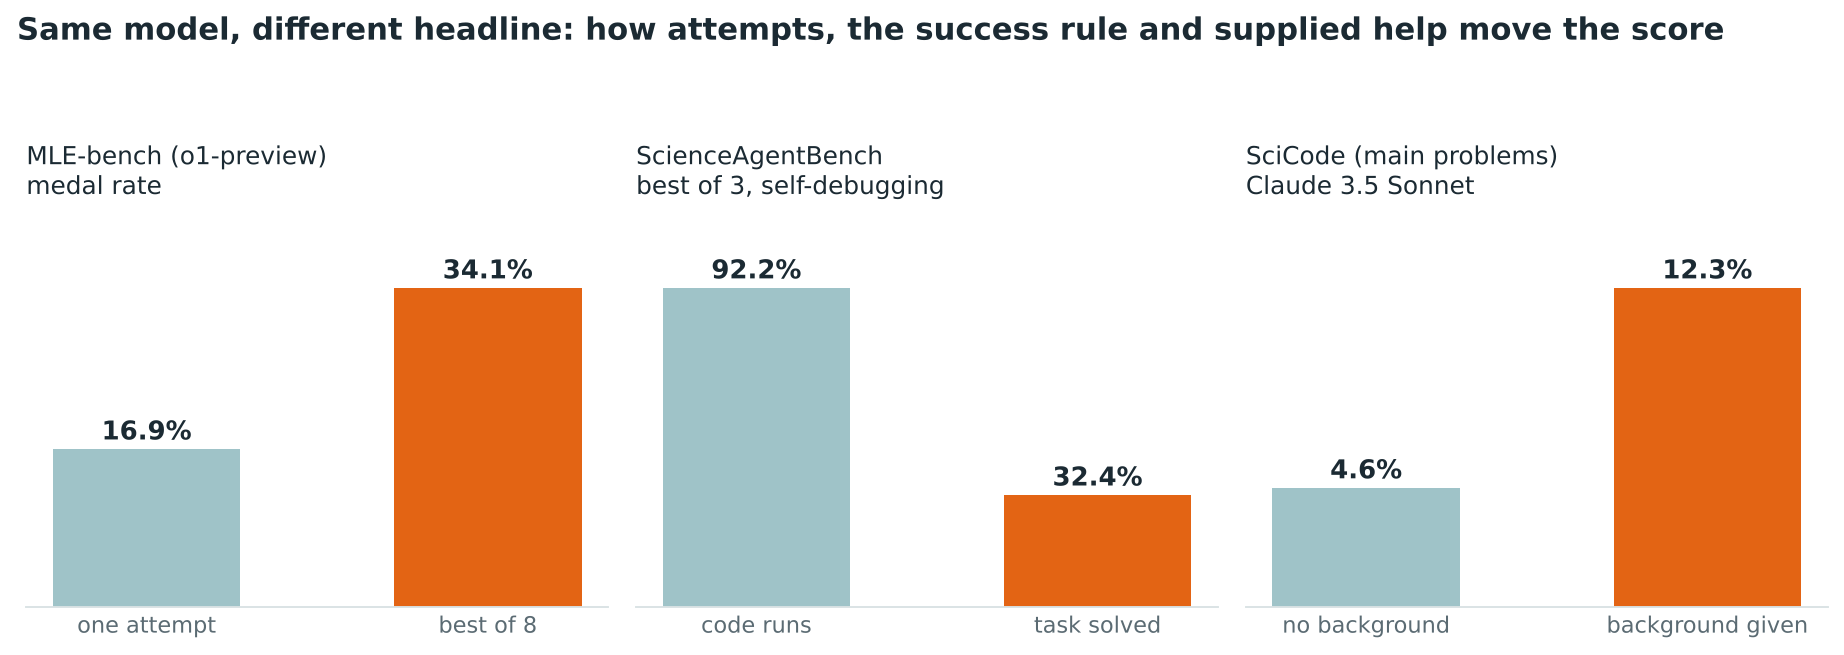 Same model, different headline: how attempts, the success rule and supplied help move the score
MLE-bench (o1-preview)
medal rate
16.9%
34.1%
one attempt
best of 8
ScienceAgentBench
best of 3, self-debugging
92.2%
32.4%
code runs
task solved
SciCode (main problems)
Claude 3.5 Sonnet
4.6%
12.3%
no background
background given